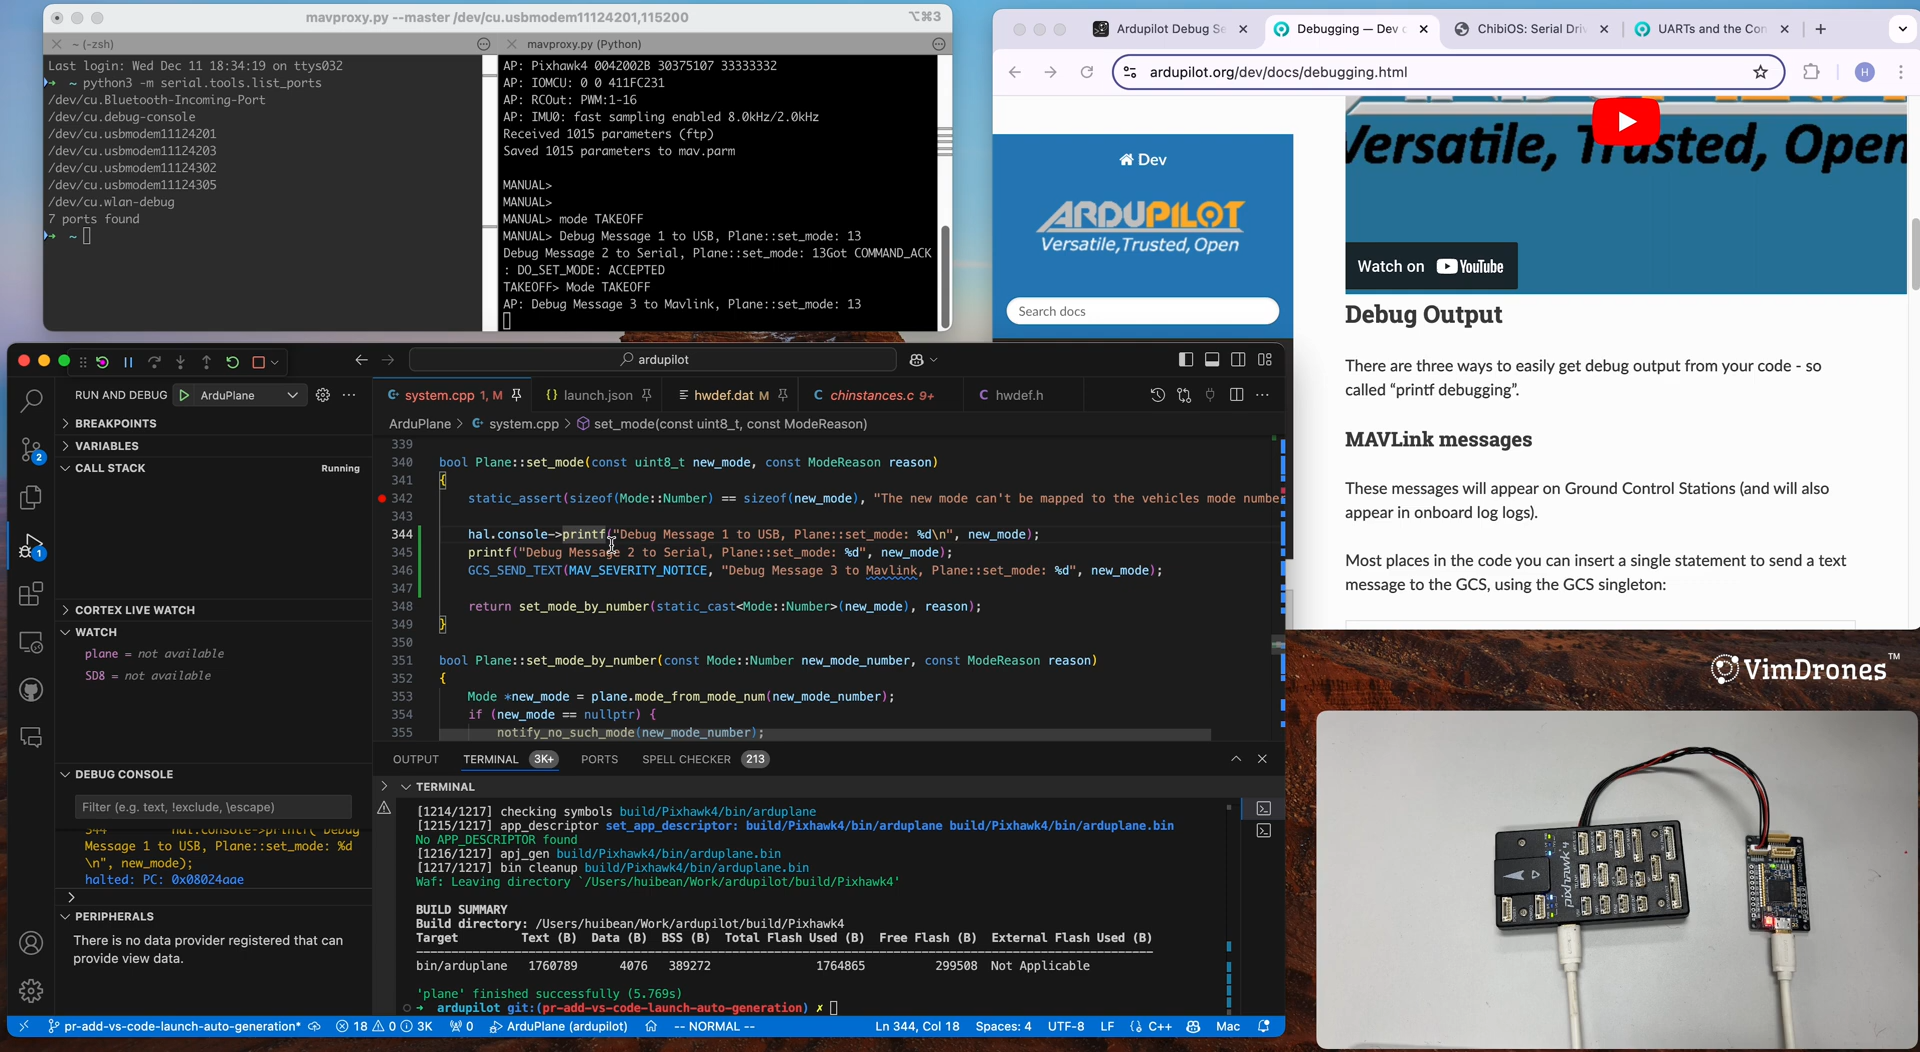 mavproxy.py --master /dev/cu.usbmodem11124201,115200
⌥⌘3
~ (-zsh)
Last login: Wed Dec 11 18:34:19 on ttys032
~ python3 -m serial.tools.list_ports
/dev/cu.Bluetooth-Incoming-Port
/dev/cu.debug-console
/dev/cu.usbmodem11124201
/dev/cu.usbmodem11124203
/dev/cu.usbmodem11124302
/dev/cu.usbmodem11124305
/dev/cu.wlan-debug
7 ports found
~
mavproxy.py (Python)
AP: Pixhawk4 0042002B 30375107 33333332
AP: IOMCU: 0 0 411FC231
AP: RCOut: PWM:1-16
AP: IMU0: fast sampling enabled 8.0kHz/2.0kHz
Received 1015 parameters (ftp)
Saved 1015 parameters to mav.parm
MANUAL>
MANUAL>
MANUAL> mode TAKEOFF
MANUAL> Debug Message 1 to USB, Plane::set_mode: 13
Debug Message 2 to Serial, Plane::set_mode: 13Got COMMAND_ACK
: DO_SET_MODE: ACCEPTED
TAKEOFF> Mode TAKEOFF
AP: Debug Message 3 to Mavlink, Plane::set_mode: 13
Ardupilot Debug Se
Debugging — Dev
ChibiOS: Serial Dri
UARTs and the Con
ardupilot.org/dev/docs/debugging.html
H
Dev
ARDUPILOT
Versatile,Trusted, Open
Search docs
Versatile, Trusted, Open
Watch on YouTube
Debug Output
There are three ways to easily get debug output from your code - so
called “printf debugging”.
MAVLink messages
These messages will appear on Ground Control Stations (and will also
appear in onboard log logs).
Most places in the code you can insert a single statement to send a text
message to the GCS, using the GCS singleton:
ardupilot
RUN AND DEBUG
ArduPlane
2
1
BREAKPOINTS
VARIABLES
CALL STACK
Running
CORTEX LIVE WATCH
WATCH
plane = not available
SD8 = not available
DEBUG CONSOLE
Filter (e.g. text, !exclude, \escape)
344 hal.console->printf("Debug
Message 1 to USB, Plane::set_mode: %d
\n", new_mode);
halted: PC: 0x08024aae
PERIPHERALS
There is no data provider registered that can
provide view data.
system.cpp 1, M
launch.json
hwdef.dat M
chinstances.c 9+
hwdef.h
ArduPlane > system.cpp > set_mode(const uint8_t, const ModeReason)
339
340 bool Plane::set_mode(const uint8_t new_mode, const ModeReason reason)
341 {
342 static_assert(sizeof(Mode::Number) == sizeof(new_mode), "The new mode can't be mapped to the vehicles mode numbe
343
344 hal.console->printf("Debug Message 1 to USB, Plane::set_mode: %d\n", new_mode);
345 printf("Debug Message 2 to Serial, Plane::set_mode: %d", new_mode);
346 GCS_SEND_TEXT(MAV_SEVERITY_NOTICE, "Debug Message 3 to Mavlink, Plane::set_mode: %d", new_mode);
347
348 return set_mode_by_number(static_cast<Mode::Number>(new_mode), reason);
349 }
350
351 bool Plane::set_mode_by_number(const Mode::Number new_mode_number, const ModeReason reason)
352 {
353 Mode *new_mode = plane.mode_from_mode_num(new_mode_number);
354 if (new_mode == nullptr) {
355 notify_no_such_mode(new_mode_number);
OUTPUT
TERMINAL 3K+
PORTS
SPELL CHECKER 213
TERMINAL
[1214/1217] checking symbols build/Pixhawk4/bin/arduplane
[1215/1217] app_descriptor set_app_descriptor: build/Pixhawk4/bin/arduplane build/Pixhawk4/bin/arduplane.bin
No APP_DESCRIPTOR found
[1216/1217] apj_gen build/Pixhawk4/bin/arduplane.bin
[1217/1217] bin cleanup build/Pixhawk4/bin/arduplane.bin
Waf: Leaving directory `/Users/huibean/Work/ardupilot/build/Pixhawk4'
BUILD SUMMARY
Build directory: /Users/huibean/Work/ardupilot/build/Pixhawk4
Target Text (B) Data (B) BSS (B) Total Flash Used (B) Free Flash (B) External Flash Used (B)
bin/arduplane 1760789 4076 389272 1764865 299508 Not Applicable
'plane' finished successfully (5.769s)
ardupilot git:(pr-add-vs-code-launch-auto-generation) ✗
pr-add-vs-code-launch-auto-generation*
18 0 3K
0
ArduPlane (ardupilot)
-- NORMAL --
Ln 344, Col 18
Spaces: 4
UTF-8
LF
C++
Mac
VimDrones™
pixhawk 4